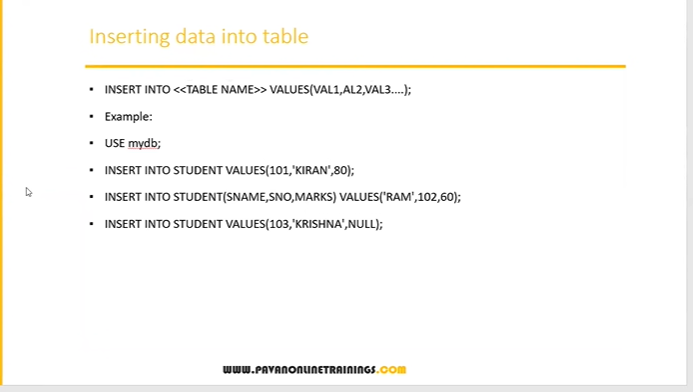 Inserting data into table
▪ INSERT INTO <<TABLE NAME>> VALUES(VAL1,AL2,VAL3....);
▪ Example:
▪ USE mydb;
▪ INSERT INTO STUDENT VALUES(101,'KIRAN',80);
▪ INSERT INTO STUDENT(SNAME,SNO,MARKS) VALUES('RAM',102,60);
▪ INSERT INTO STUDENT VALUES(103,'KRISHNA',NULL);
WWW.PAVANONLINETRAININGS.COM